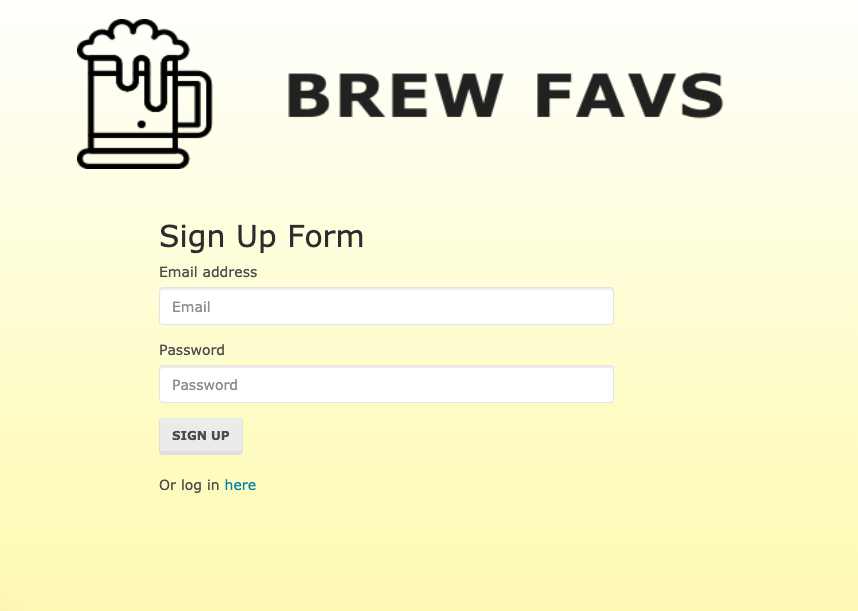 BREW FAVS
Sign Up Form
Email address
Email
Password
Password
SIGN UP
Or log in here